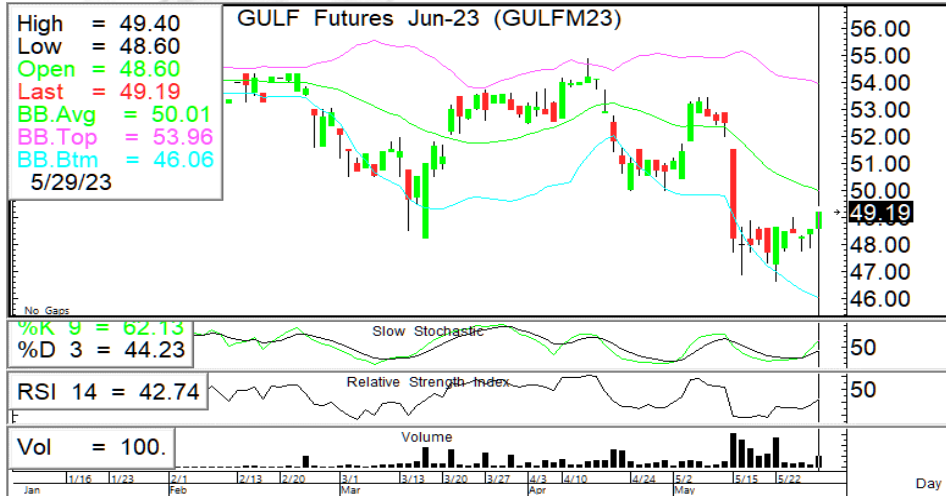 GULF Futures Jun-23 (GULFM23)
High = 49.40
Low = 48.60
Open = 48.60
Last = 49.19
BB.Avg = 50.01
BB.Top = 53.96
BB.Btm = 46.06
5/29/23
56.00
55.00
54.00
53.00
52.00
51.00
50.00
49.19
48.00
47.00
46.00
No Gaps
%K 9 = 62.13
%D 3 = 44.23
Slow Stochastic
50
RSI 14 = 42.74
Relative Strength Index
50
Vol = 100.
Volume
1/16 1/23 2/1 2/13 2/20 3/1 3/13 3/20 3/27 4/3 4/10 4/24 5/2 5/15 5/22
Jan Feb Mar Apr May
Day